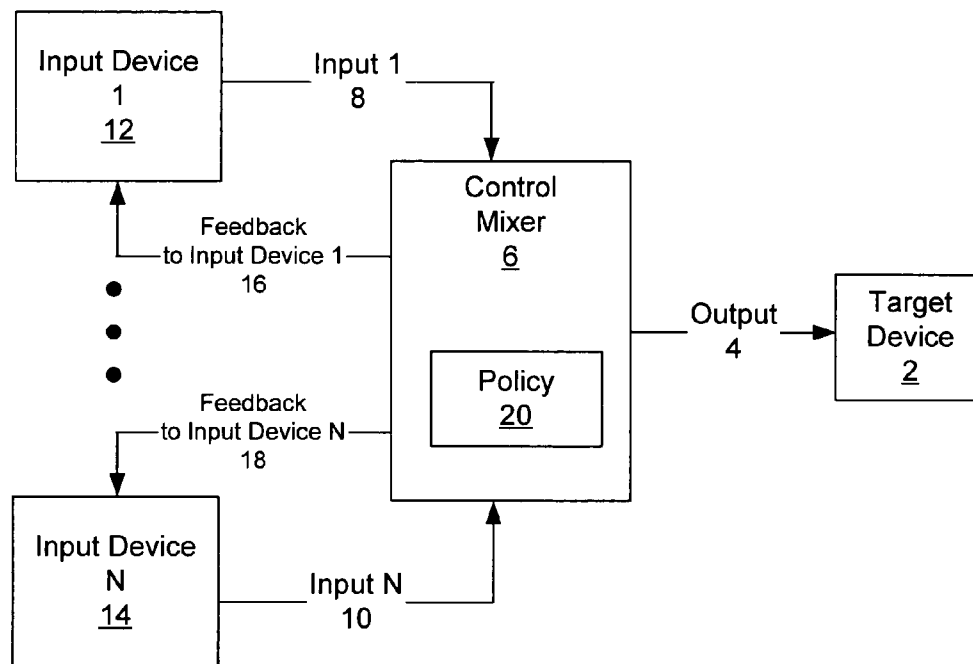 Input Device
1
12
Input 1
8
Control
Mixer
6
Feedback
to Input Device 1
16
Output
4
Target
Device
2
Policy
20
Feedback
to Input Device N
18
Input Device
N
14
Input N
10